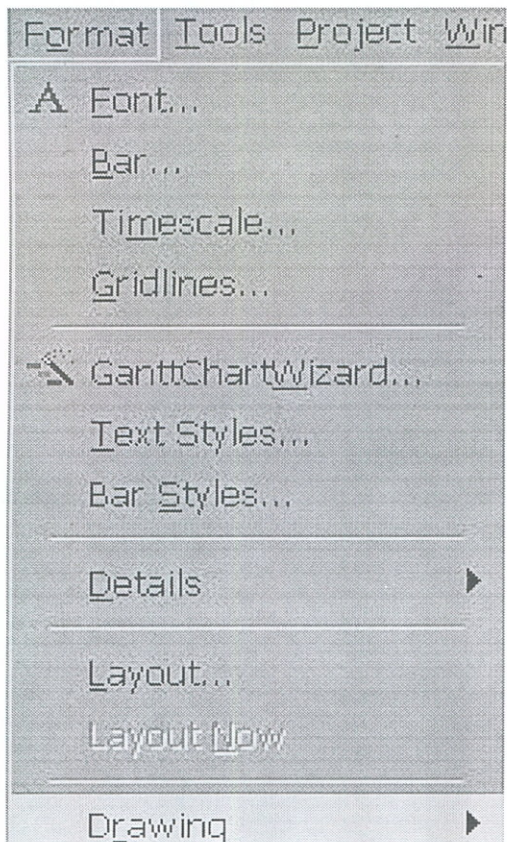 Format Tools Project Win
Font...
Bar...
Timescale...
Gridlines...
GanttChartWizard...
Text Styles...
Bar Styles...
Details
Layout...
Layout Now
Drawing